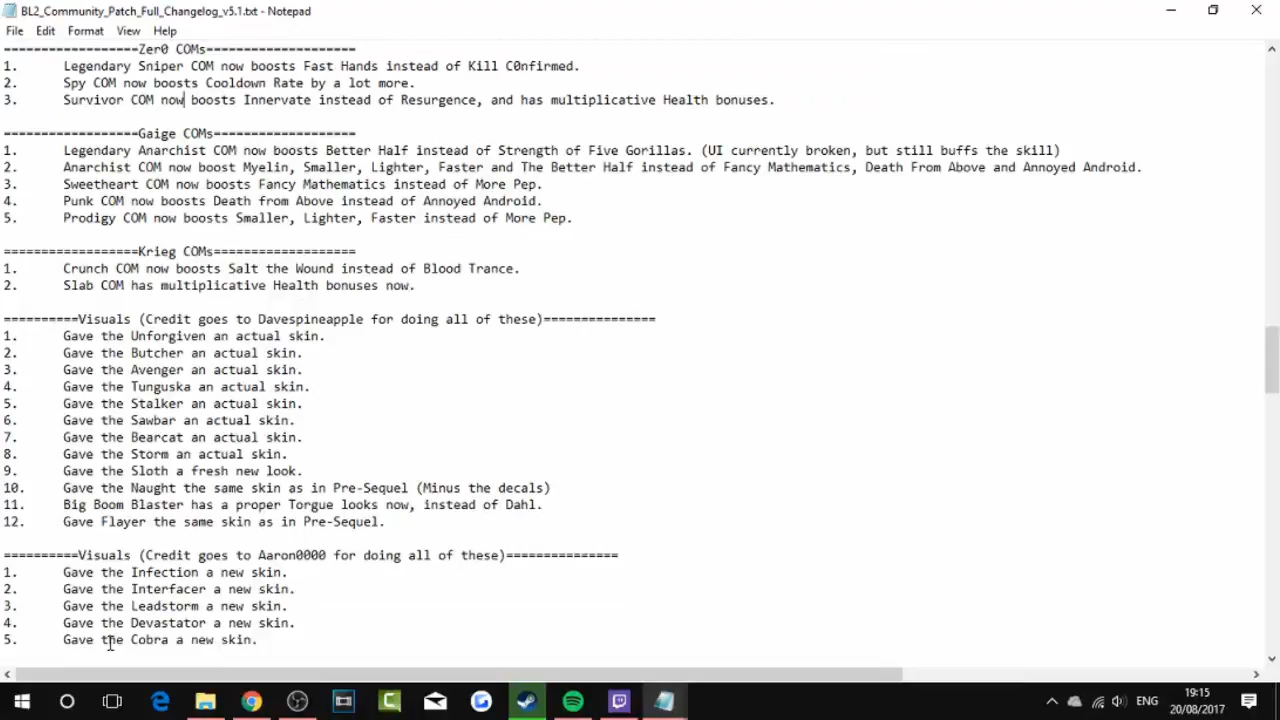 BL2_Community_Patch_Full_Changelog_v5.1.txt - Notepad
File Edit Format View Help
==================Zer0 COMs====================
1. Legendary Sniper COM now boosts Fast Hands instead of Kill C0nfirmed.
2. Spy COM now boosts Cooldown Rate by a lot more.
3. Survivor COM now boosts Innervate instead of Resurgence, and has multiplicative Health bonuses.
==================Gaige COMs===================
1. Legendary Anarchist COM now boosts Better Half instead of Strength of Five Gorillas. (UI currently broken, but still buffs the skill)
2. Anarchist COM now boost Myelin, Smaller, Lighter, Faster and The Better Half instead of Fancy Mathematics, Death From Above and Annoyed Android.
3. Sweetheart COM now boosts Fancy Mathematics instead of More Pep.
4. Punk COM now boosts Death from Above instead of Annoyed Android.
5. Prodigy COM now boosts Smaller, Lighter, Faster instead of More Pep.
==================Krieg COMs===================
1. Crunch COM now boosts Salt the Wound instead of Blood Trance.
2. Slab COM has multiplicative Health bonuses now.
==========Visuals (Credit goes to Davespineapple for doing all of these)===============
1. Gave the Unforgiven an actual skin.
2. Gave the Butcher an actual skin.
3. Gave the Avenger an actual skin.
4. Gave the Tunguska an actual skin.
5. Gave the Stalker an actual skin.
6. Gave the Sawbar an actual skin.
7. Gave the Bearcat an actual skin.
8. Gave the Storm an actual skin.
9. Gave the Sloth a fresh new look.
10. Gave the Naught the same skin as in Pre-Sequel (Minus the decals)
11. Big Boom Blaster has a proper Torgue looks now, instead of Dahl.
12. Gave Flayer the same skin as in Pre-Sequel.
==========Visuals (Credit goes to Aaron0000 for doing all of these)===============
1. Gave the Infection a new skin.
2. Gave the Interfacer a new skin.
3. Gave the Leadstorm a new skin.
4. Gave the Devastator a new skin.
5. Gave the Cobra a new skin.
ENG
19:15
20/08/2017